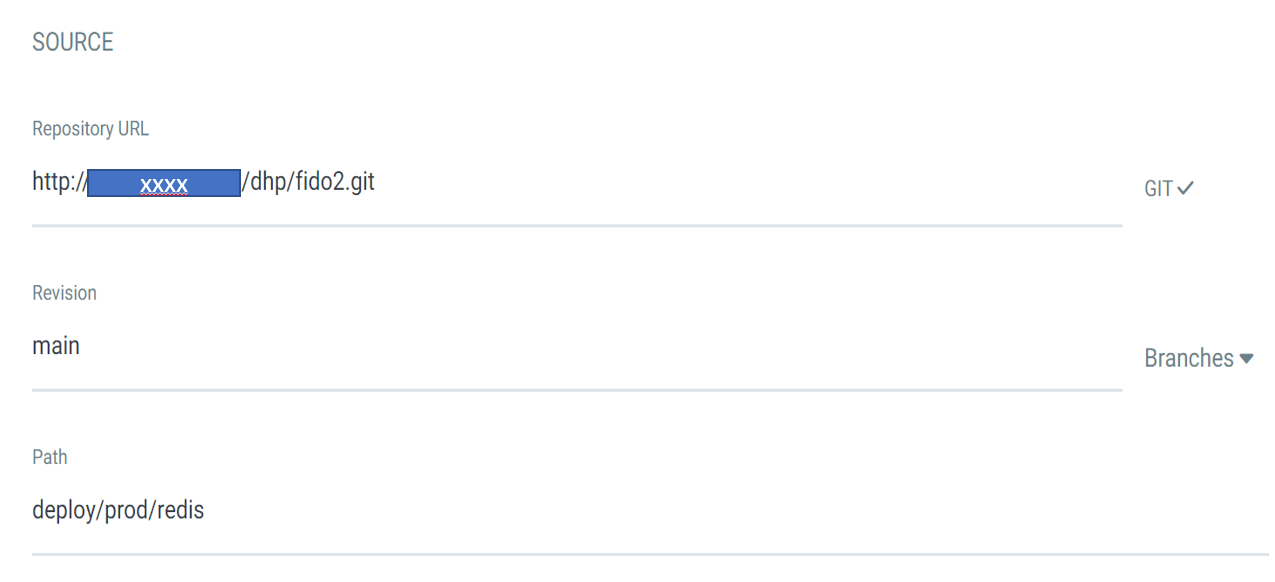 SOURCE
Repository URL
http://xxxx/dhp/fido2.git
GIT
Revision
main
Branches
Path
deploy/prod/redis